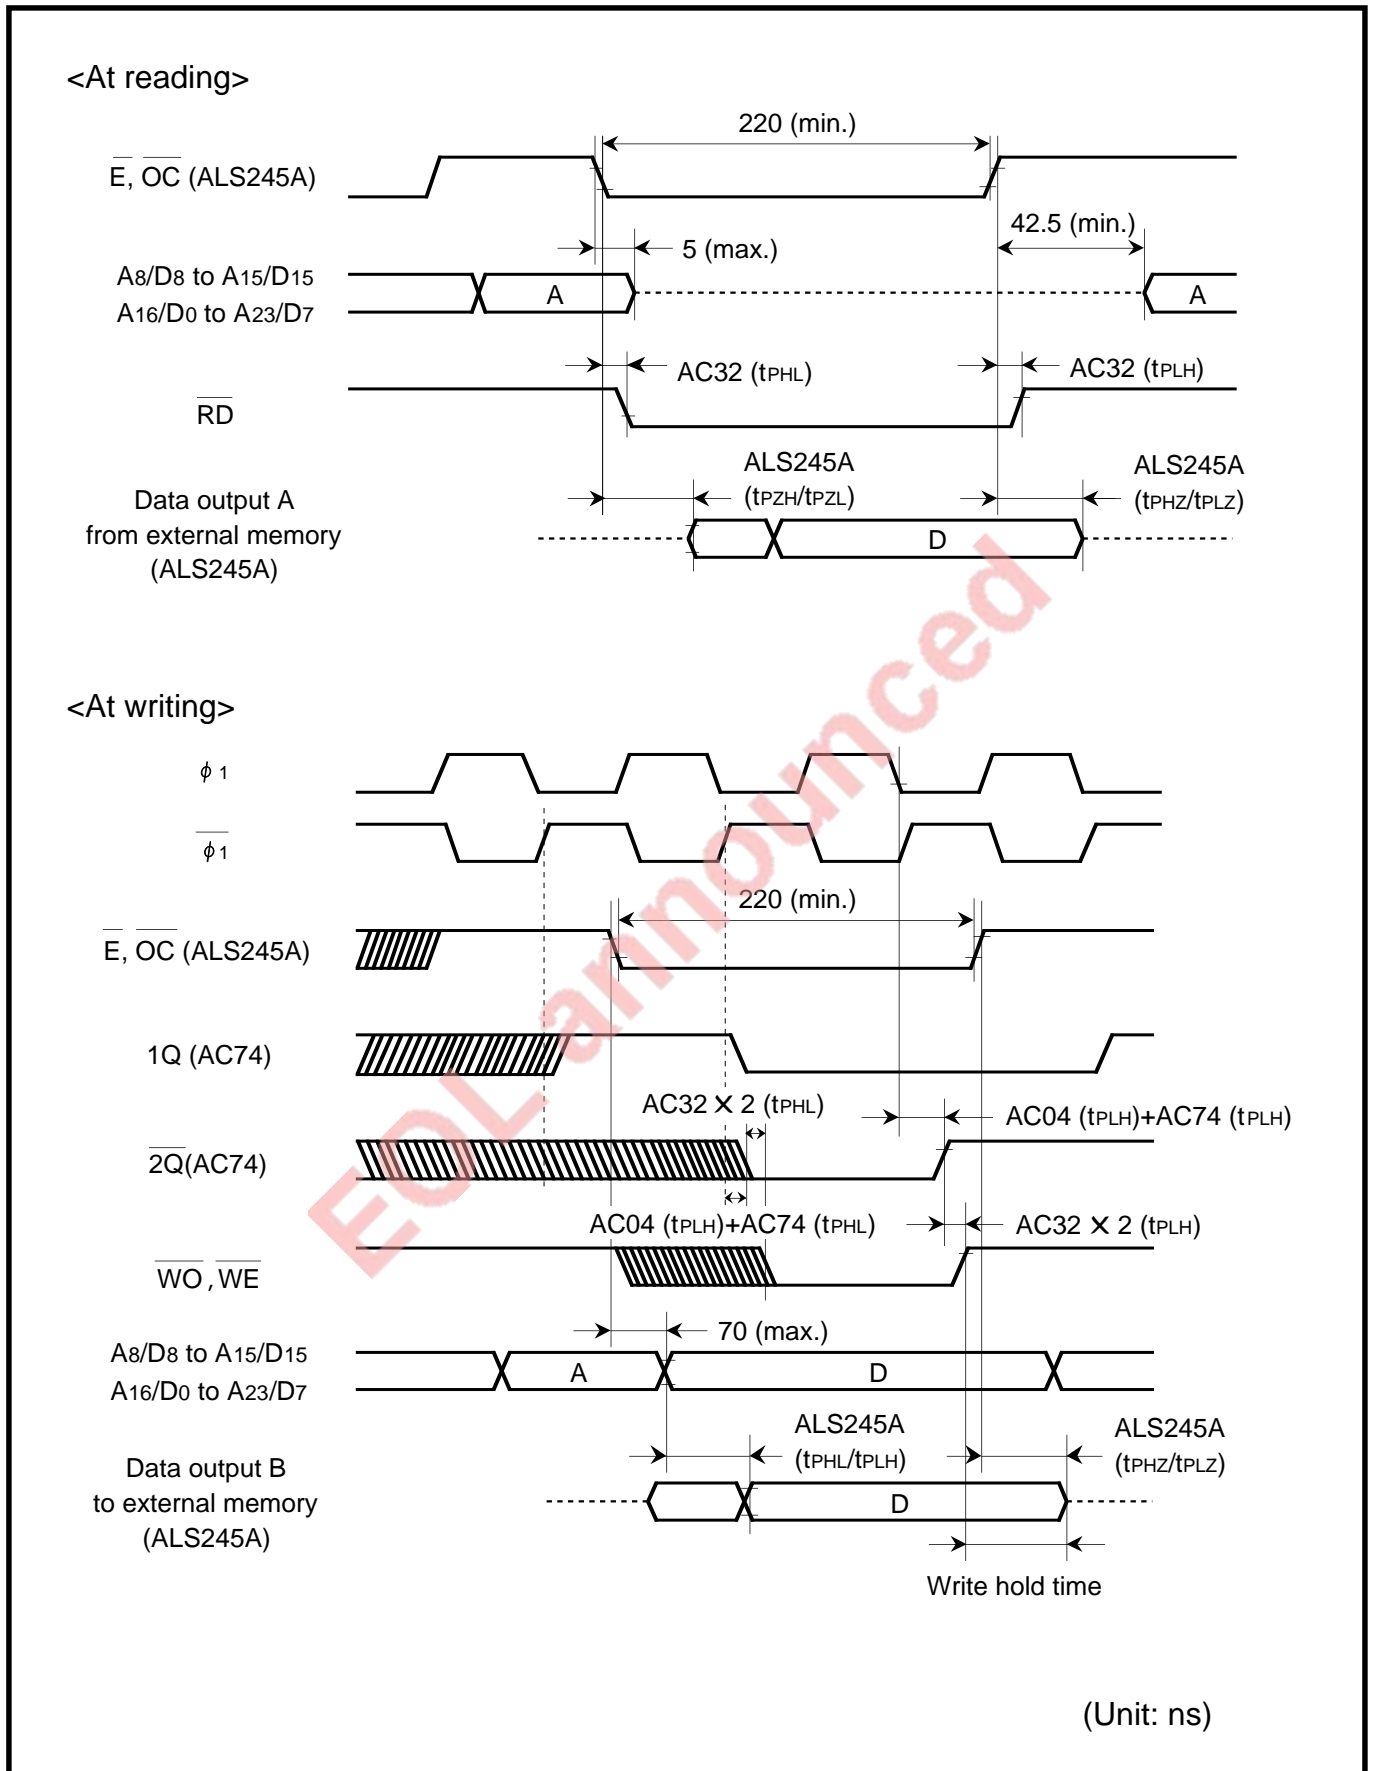 <At reading>
220 (min.)
E, OC (ALS245A)
42.5 (min.)
5 (max.)
A8/D8 to A15/D15
A16/D0 to A23/D7
A
A
AC32 (tPHL)
AC32 (tPLH)
RD
ALS245A
(tPZH/tPZL)
ALS245A
(tPHZ/tPLZ)
Data output A
from external memory
(ALS245A)
D
<At writing>
ϕ 1
ϕ 1
220 (min.)
E, OC (ALS245A)
1Q (AC74)
AC32 × 2 (tPHL)
AC04 (tPLH)+AC74 (tPLH)
2Q(AC74)
AC04 (tPLH)+AC74 (tPHL)
AC32 × 2 (tPLH)
WO , WE
70 (max.)
A8/D8 to A15/D15
A16/D0 to A23/D7
A
D
ALS245A
(tPHL/tPLH)
ALS245A
(tPHZ/tPLZ)
Data output B
to external memory
(ALS245A)
D
Write hold time
(Unit: ns)
EOL announced